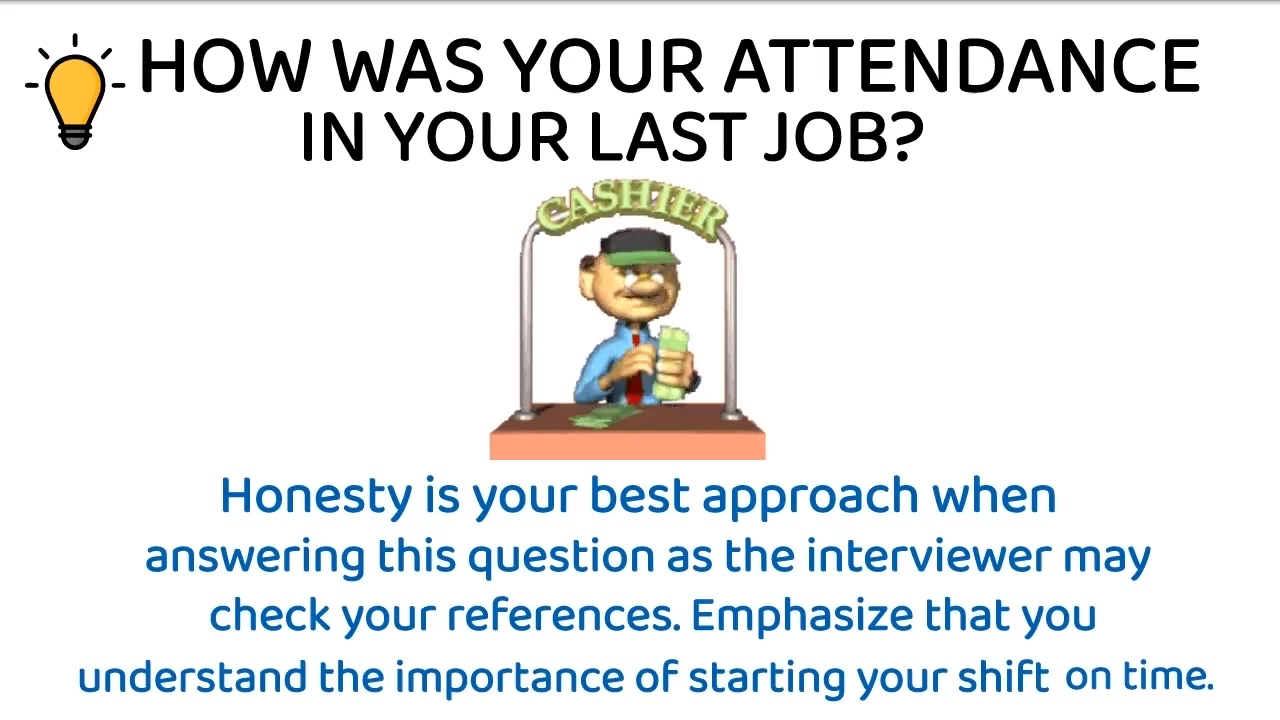 HOW WAS YOUR ATTENDANCE
IN YOUR LAST JOB?
CASHIER
Honesty is your best approach when
answering this question as the interviewer may
check your references. Emphasize that you
understand the importance of starting your shift on time.